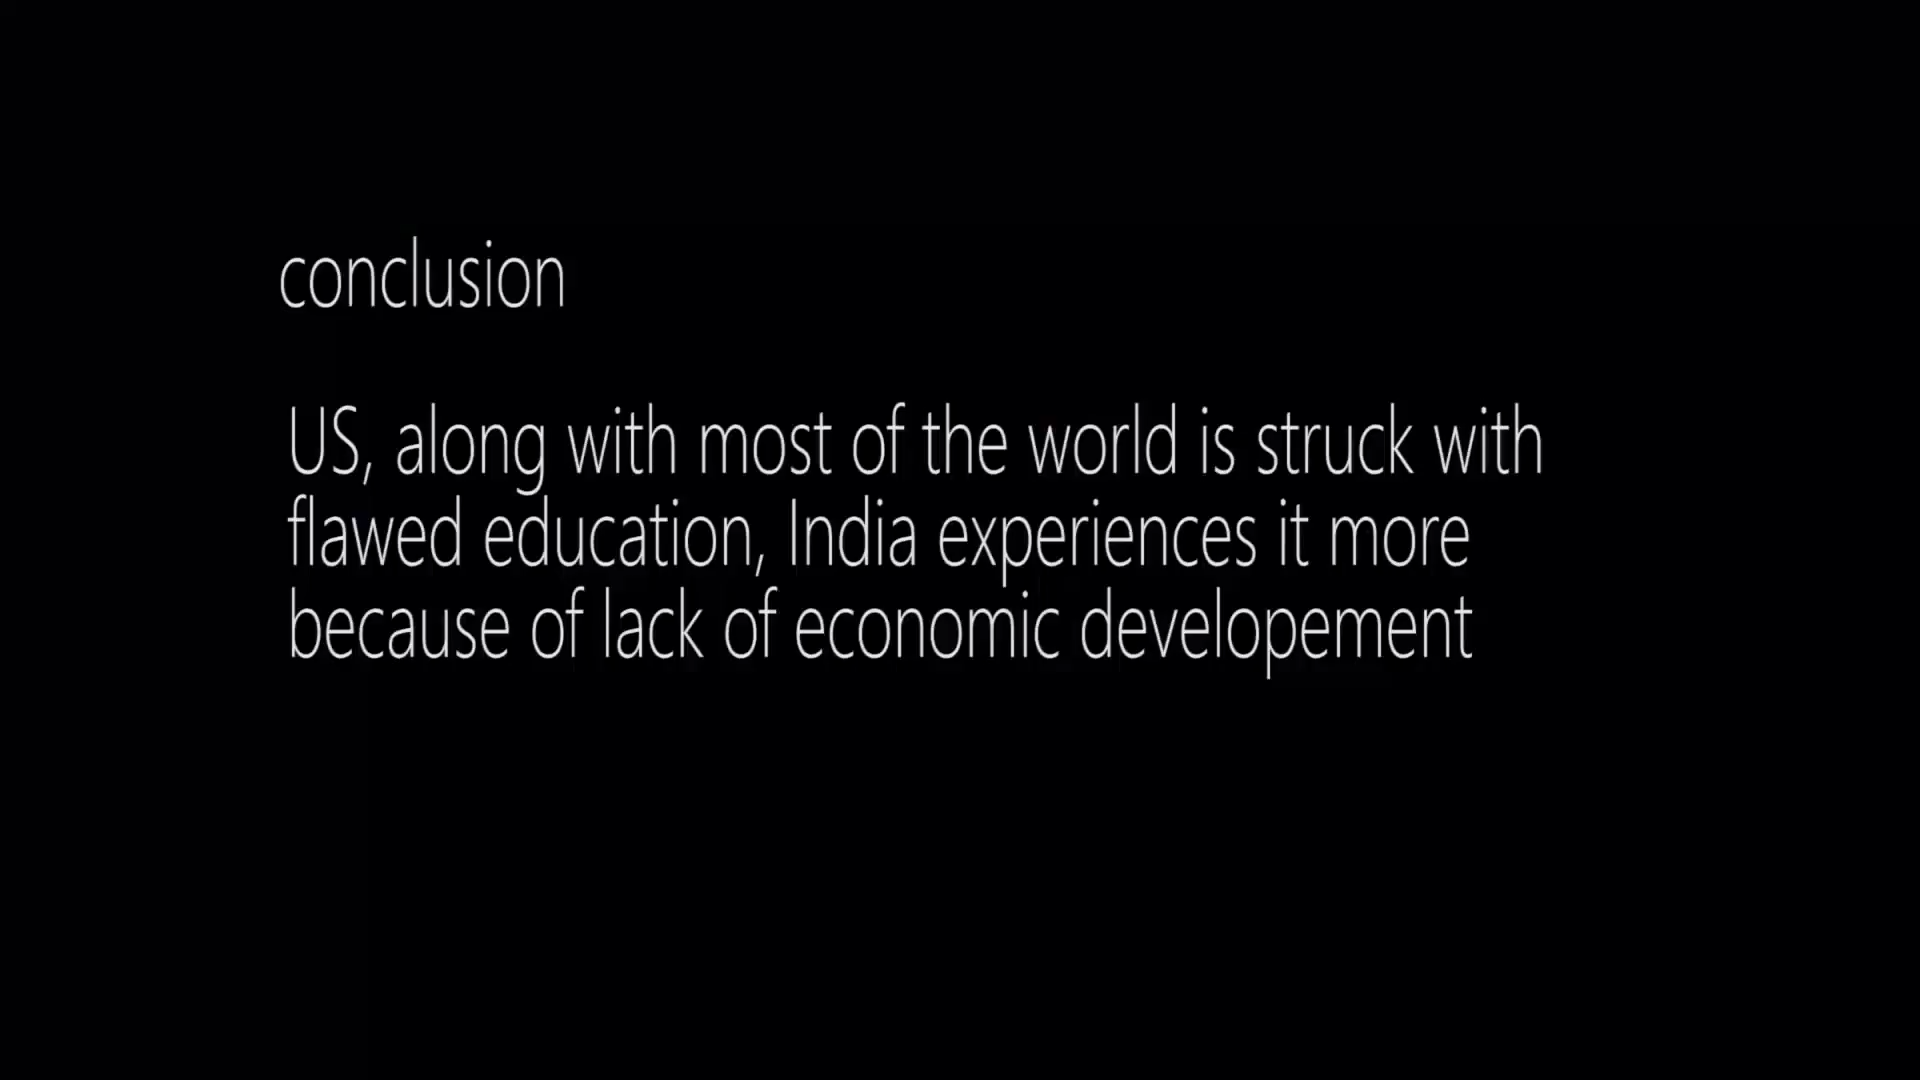 conclusion
US, along with most of the world is struck with
flawed education, India experiences it more
because of lack of economic developement